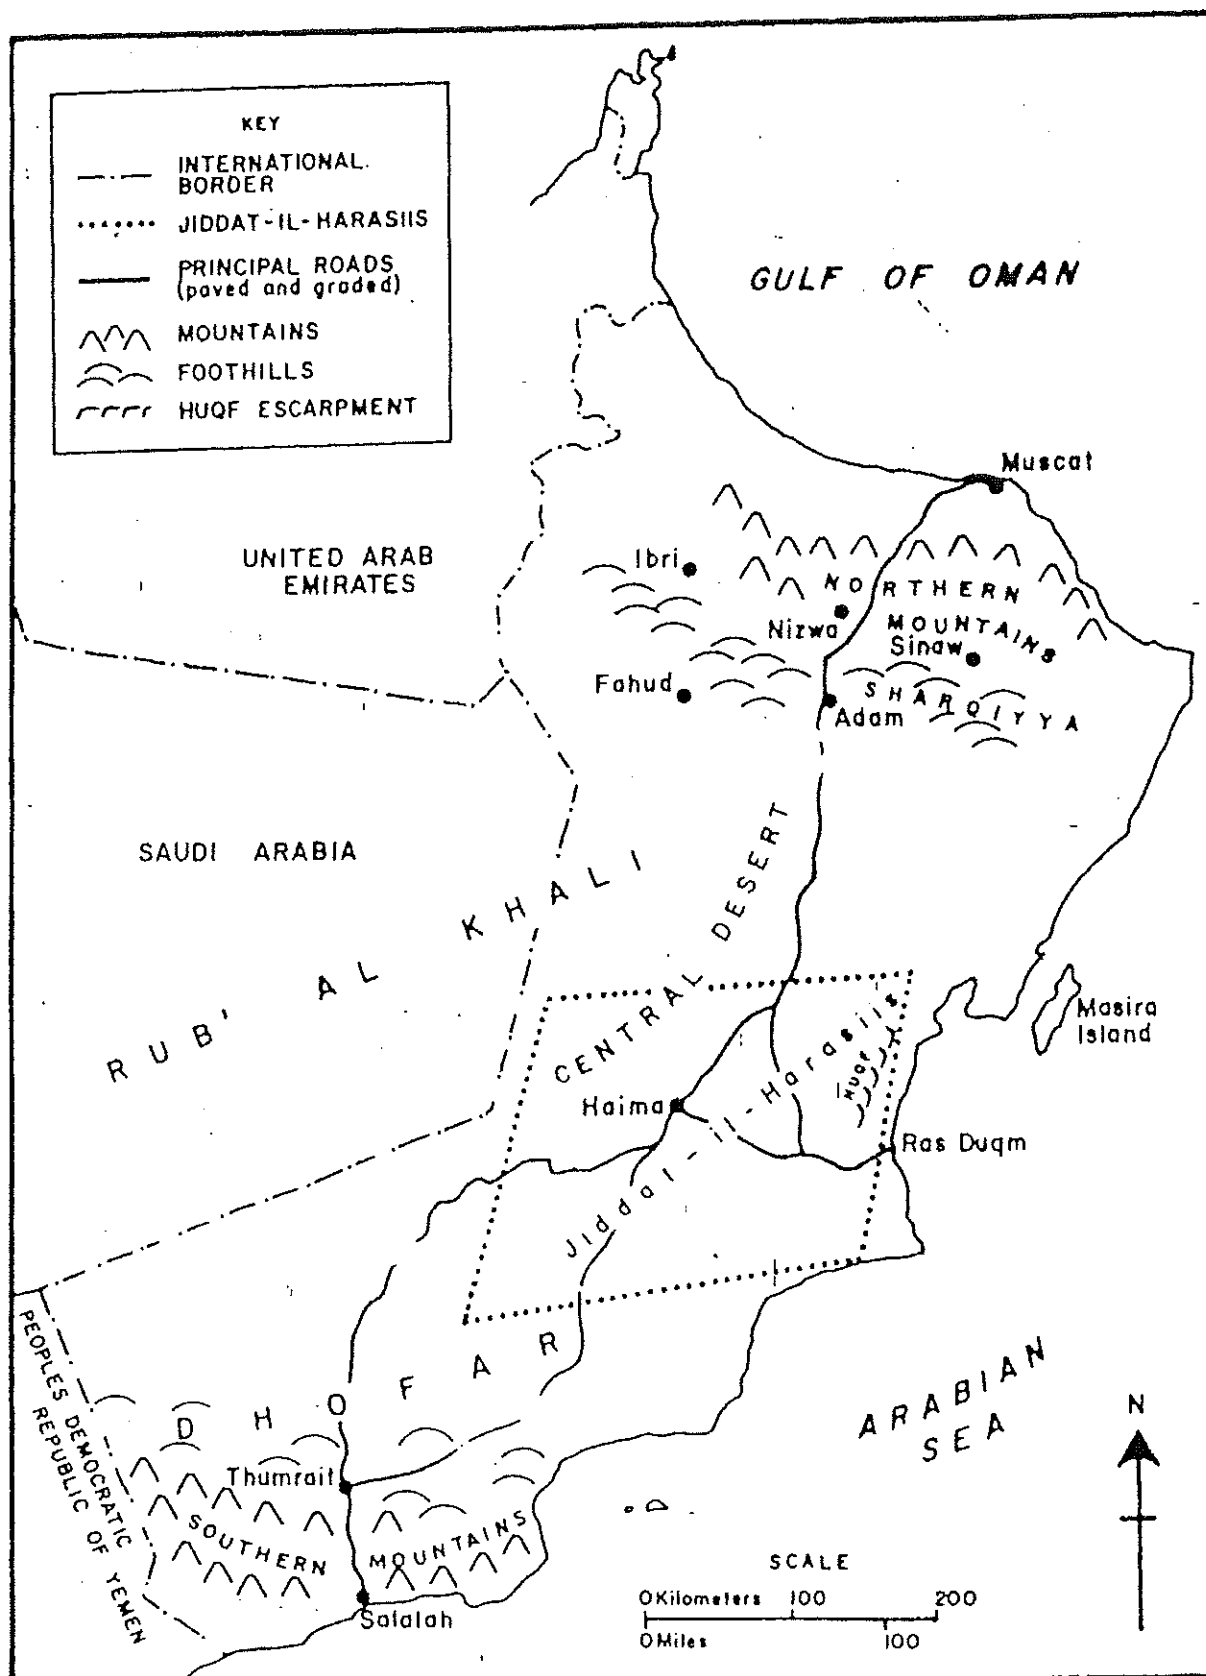 KEY
INTERNATIONAL
BORDER
JIDDAT-IL-HARASIIS
PRINCIPAL ROADS
(paved and graded)
MOUNTAINS
FOOTHILLS
HUQF ESCARPMENT
GULF OF OMAN
Muscat
UNITED ARAB
EMIRATES
Ibri
NORTHERN
MOUNTAINS
Nizwa
Sinaw
Fahud
SHARQIYYA
Adam
SAUDI ARABIA
RUB' AL KHALI
CENTRAL DESERT
Masira
Island
Jiddat-il-Harasiis
HUQF
Haima
Ras Duqm
PEOPLES DEMOCRATIC
REPUBLIC OF YEMEN
DHOFAR
ARABIAN
SEA
N
Thumrait
SOUTHERN MOUNTAINS
Salalah
SCALE
0 Kilometers 100 200
0 Miles 100